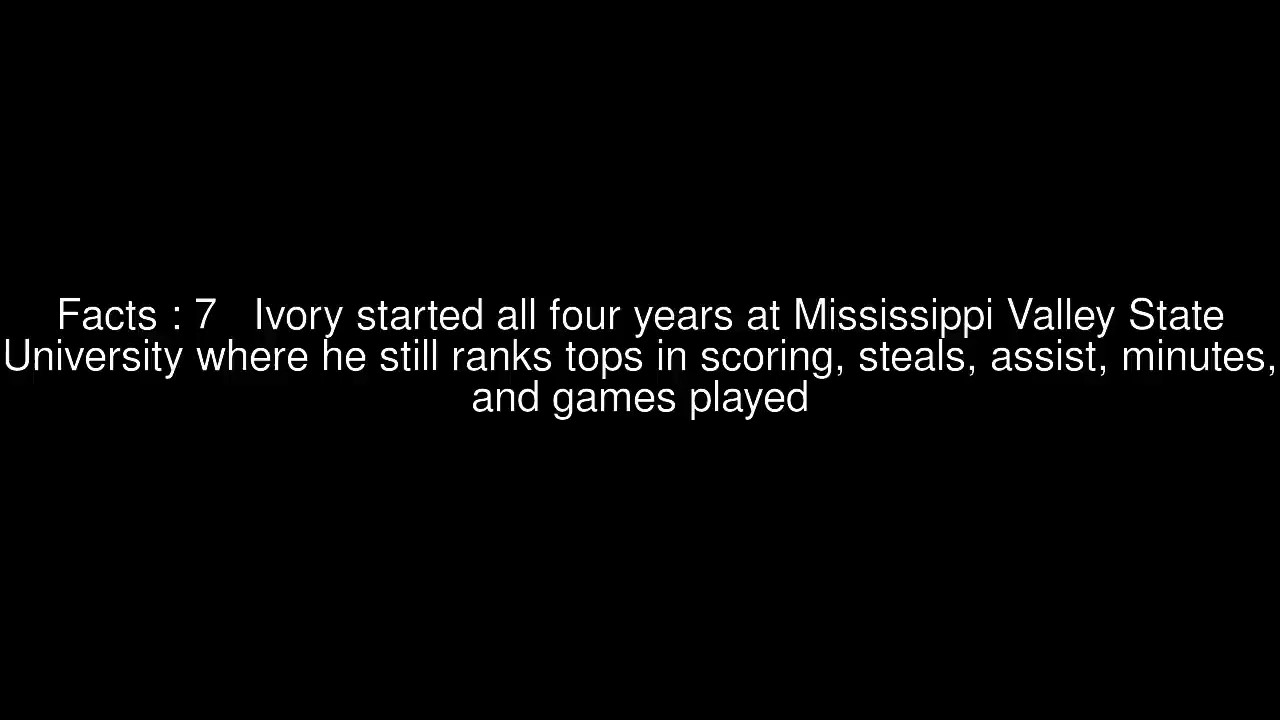 Facts : 7   Ivory started all four years at Mississippi Valley State
University where he still ranks tops in scoring, steals, assist, minutes,
and games played